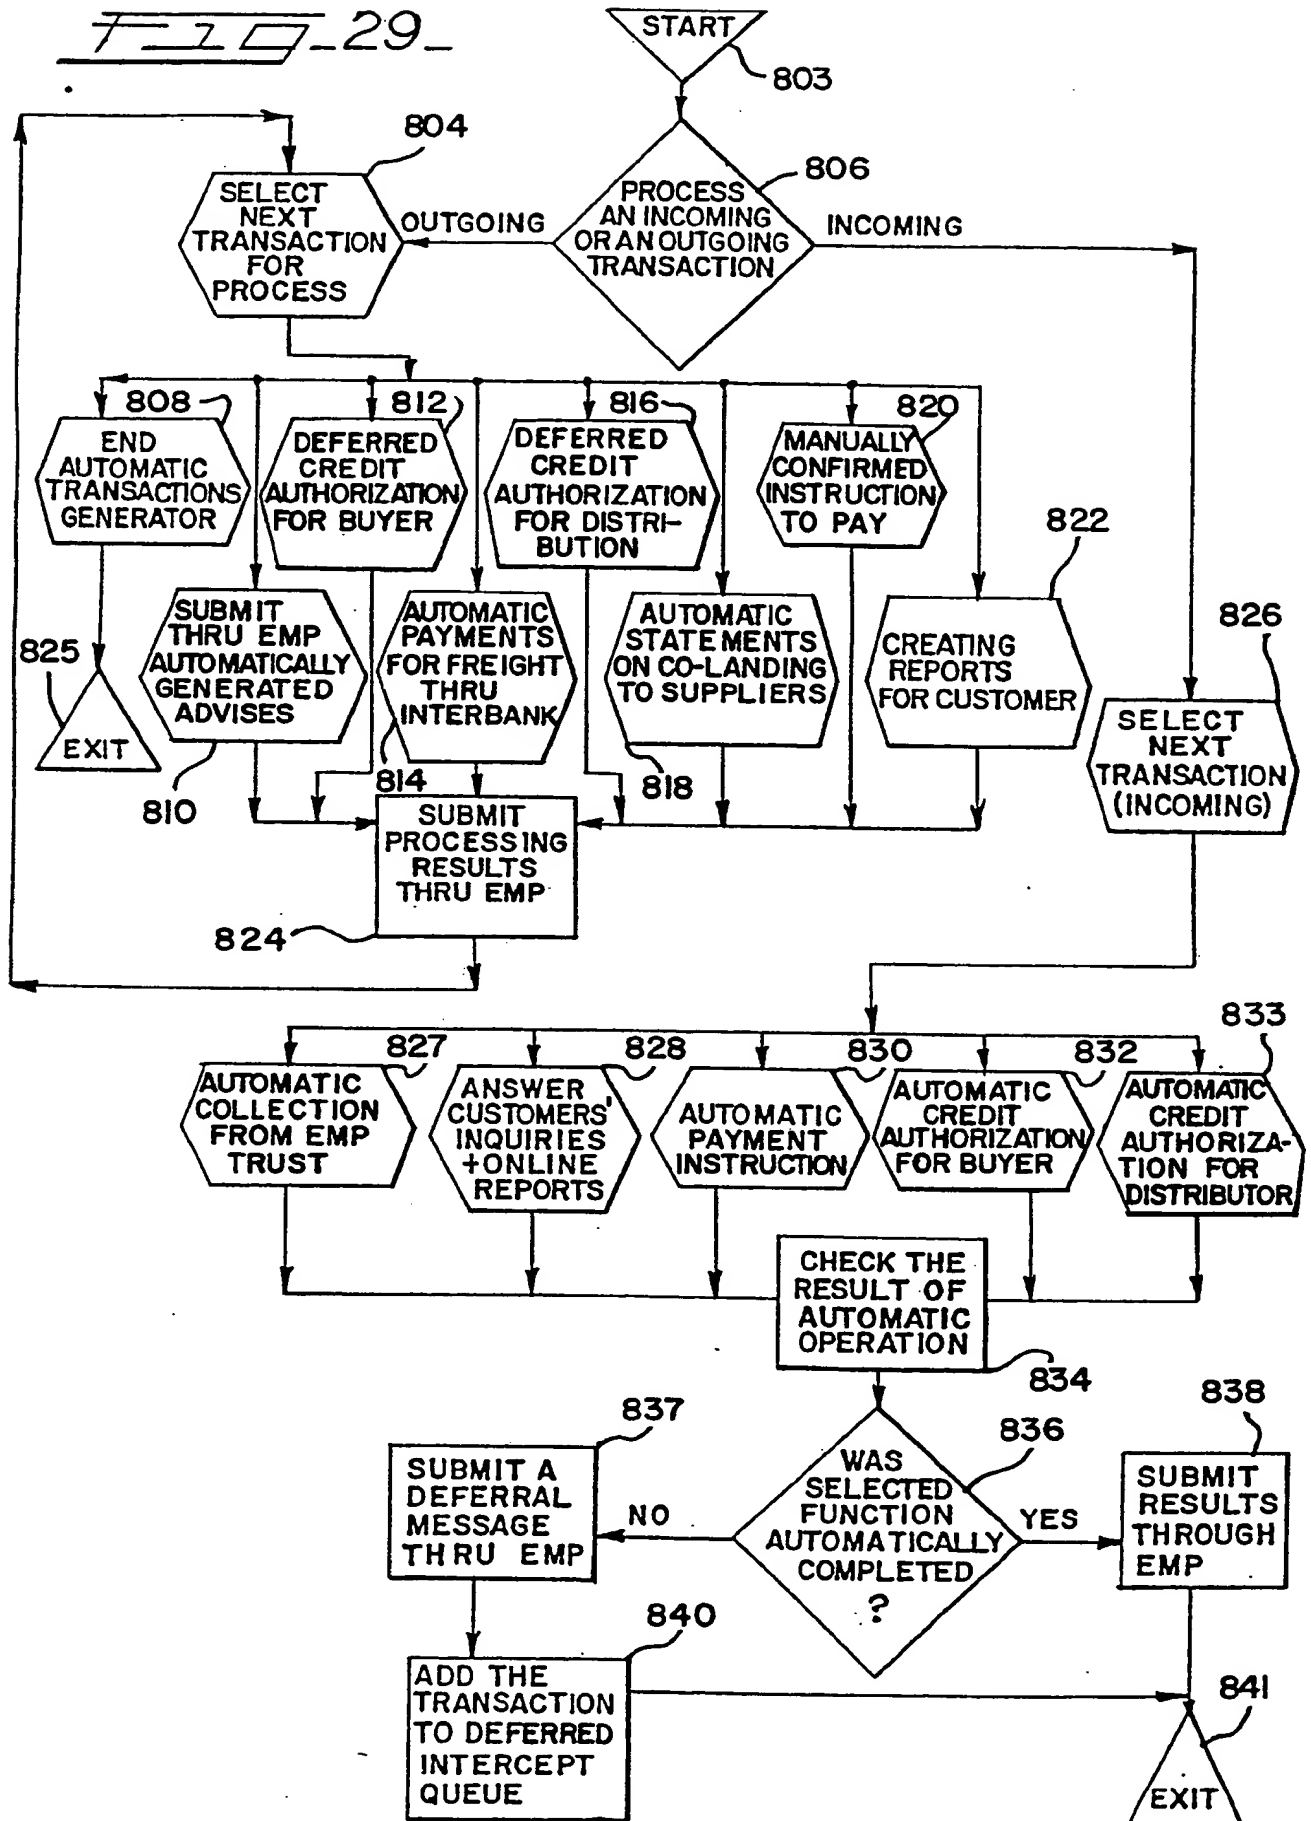 Fig-29-
START
803
804
806
SELECT
NEXT
TRANSACTION
FOR
PROCESS
OUTGOING
PROCESS
AN INCOMING
OR AN OUTGOING
TRANSACTION
INCOMING
808
END
AUTOMATIC
TRANSACTIONS
GENERATOR
812
DEFERRED
CREDIT
AUTHORIZATION
FOR BUYER
816
DEFERRED
CREDIT
AUTHORIZATION
FOR DISTRI-
BUTION
820
MANUALLY
CONFIRMED
INSTRUCTION
TO PAY
822
825
EXIT
SUBMIT
THRU EMP
AUTOMATICALLY
GENERATED
ADVISES
810
AUTOMATIC
PAYMENTS
FOR FREIGHT
THRU
INTERBANK
814
AUTOMATIC
STATEMENTS
ON CO-LANDING
TO SUPPLIERS
818
CREATING
REPORTS
FOR CUSTOMER
826
SELECT
NEXT
TRANSACTION
(INCOMING)
SUBMIT
PROCESSING
RESULTS
THRU EMP
824
827
AUTOMATIC
COLLECTION
FROM EMP
TRUST
828
ANSWER
CUSTOMERS'
INQUIRIES
+ONLINE
REPORTS
830
AUTOMATIC
PAYMENT
INSTRUCTION
832
AUTOMATIC
CREDIT
AUTHORIZATION
FOR BUYER
833
AUTOMATIC
CREDIT
AUTHORIZA-
TION FOR
DISTRIBUTOR
CHECK THE
RESULT OF
AUTOMATIC
OPERATION
834
837
SUBMIT A
DEFERRAL
MESSAGE
THRU EMP
NO
836
WAS
SELECTED
FUNCTION
AUTOMATICALLY
COMPLETED
?
YES
838
SUBMIT
RESULTS
THROUGH
EMP
840
ADD THE
TRANSACTION
TO DEFERRED
INTERCEPT
QUEUE
841
EXIT